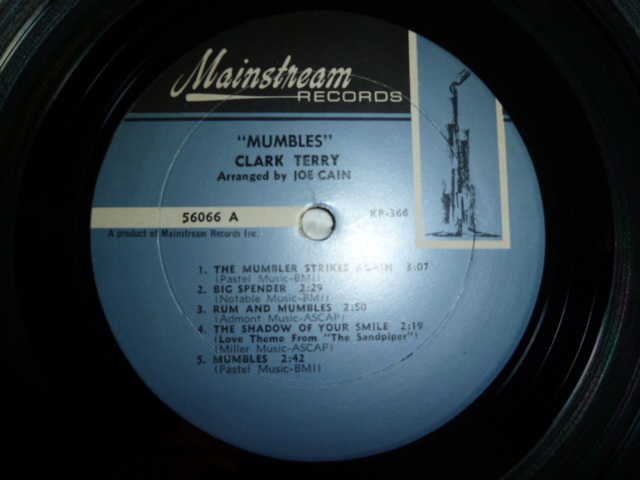 Mainstream
RECORDS
"MUMBLES"
CLARK TERRY
Arranged by JOE CAIN
56066 A KP-366
A product of Mainstream Records Inc.
1. THE MUMBLER STRIKES AGAIN 3:07
(Pastel Music-BMI)
2. BIG SPENDER 2:29
(Notable Music-BMI)
3. RUM AND MUMBLES 2:50
(Admont Music-ASCAP)
4. THE SHADOW OF YOUR SMILE 2:19
(Love Theme From "The Sandpiper")
(Miller Music-ASCAP)
5. MUMBLES 2:42
(Pastel Music-BMI)